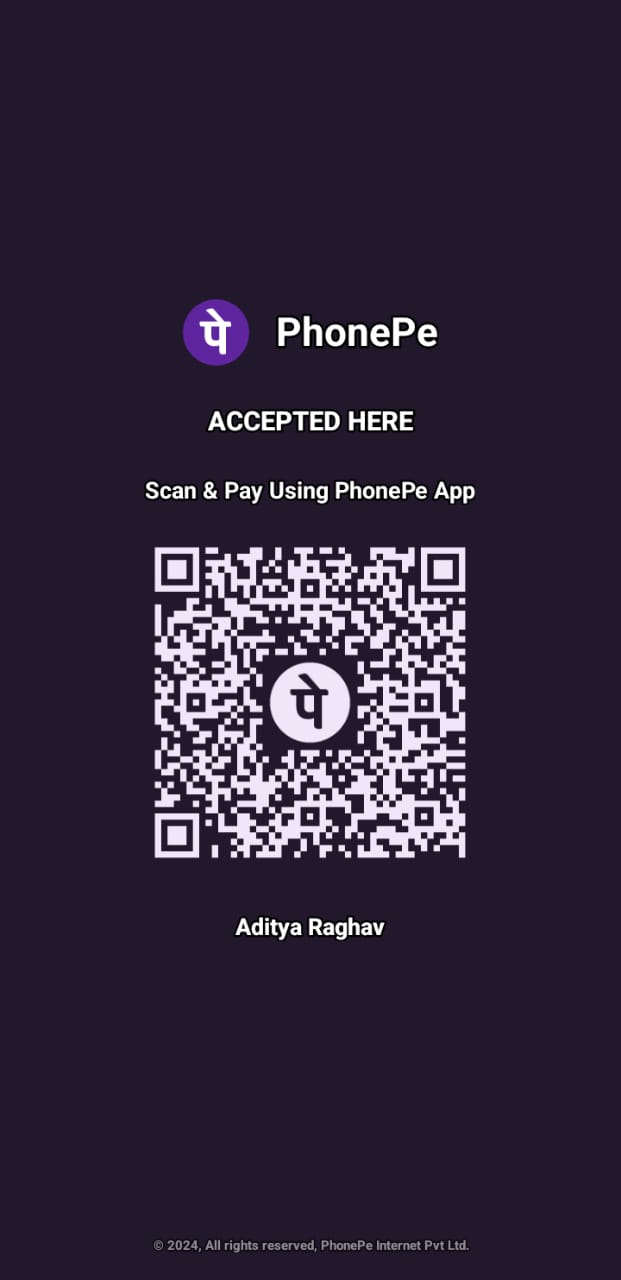 पे PhonePe
ACCEPTED HERE
Scan & Pay Using PhonePe App
पे
Aditya Raghav
© 2024, All rights reserved, PhonePe Internet Pvt Ltd.